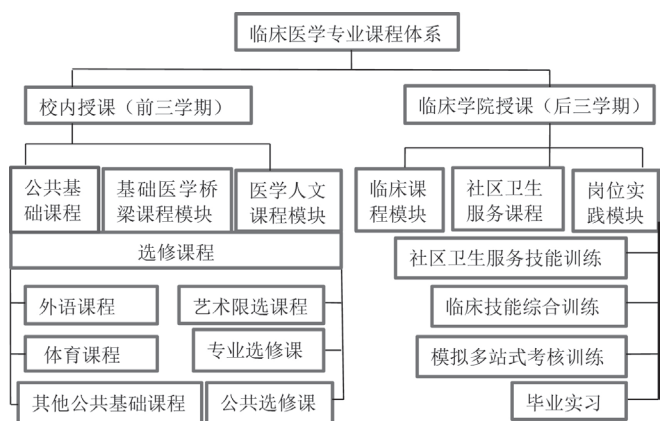 临床医学专业课程体系
校内授课（前三学期）
临床学院授课（后三学期）
公共基
础课程
基础医学桥
梁课程模块
医学人文
课程模块
临床课
程模块
社区卫生
服务课程
岗位实
践模块
选修课程
社区卫生服务技能训练
外语课程
艺术限选课程
临床技能综合训练
体育课程
专业选修课
模拟多站式考核训练
其他公共基础课程
公共选修课
毕业实习